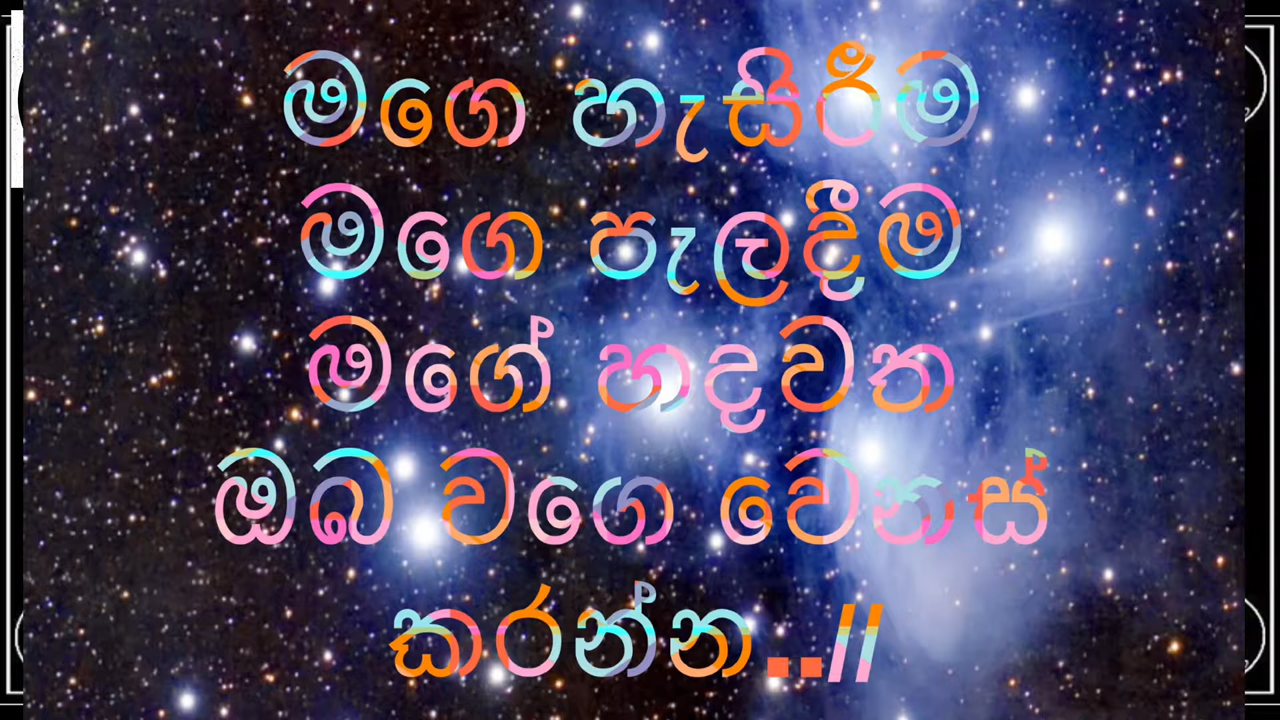 මගෙ හැසිරීම
මගෙ පැලදීම
මගේ හදවත
ඔබ වගෙ වෙනස්
කරන්න..//